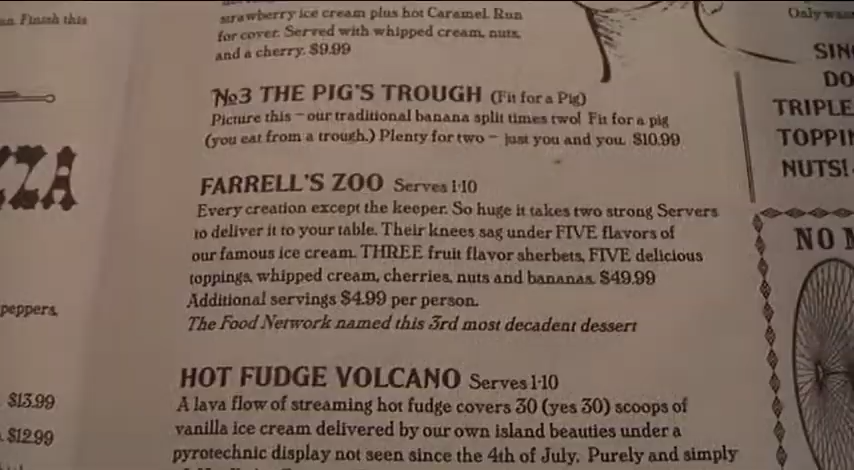 an. Finish this
strawberry ice cream plus hot Caramel. Run
for cover. Served with whipped cream, nuts,
and a cherry. $9.99
No3 THE PIG'S TROUGH (Fit for a Pig)
Picture this – our traditional banana split times two! Fit for a pig
(you eat from a trough.) Plenty for two – just you and you. $10.99
FARRELL'S ZOO Serves 1-10
Every creation except the keeper. So huge it takes two strong Servers
to deliver it to your table. Their knees sag under FIVE flavors of
our famous ice cream. THREE fruit flavor sherbets, FIVE delicious
toppings, whipped cream, cherries, nuts and bananas. $49.99
Additional servings $4.99 per person.
The Food Network named this 3rd most decadent dessert
HOT FUDGE VOLCANO Serves 1-10
A lava flow of streaming hot fudge covers 30 (yes 30) scoops of
vanilla ice cream delivered by our own island beauties under a
pyrotechnic display not seen since the 4th of July. Purely and simply
ZZA
peppers,
$13.99
$12.99
Only
SIN
DO
TRIPLE
TOPPIN
NUTS!
NO